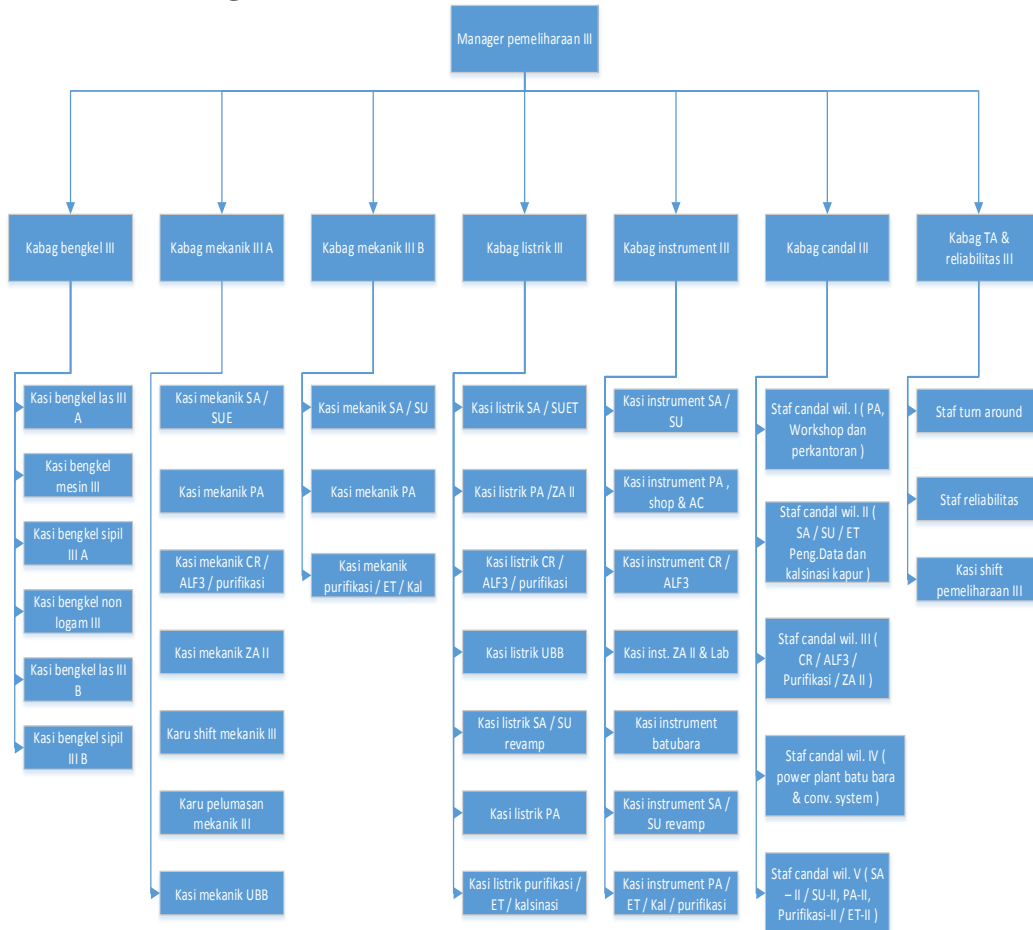 Manager pemeliharaan III
Kabag bengkel III
Kabag mekanik III A
Kabag mekanik III B
Kabag listrik III
Kabag instrument III
Kabag candal III
Kabag TA &
reliabilitas III
Kasi bengkel las III
A
Kasi bengkel
mesin III
Kasi bengkel sipil
III A
Kasi bengkel non
logam III
Kasi bengkel las III
B
Kasi bengkel sipil
III B
Kasi mekanik SA /
SUE
Kasi mekanik PA
Kasi mekanik CR /
ALF3 / purifikasi
Kasi mekanik ZA II
Karu shift mekanik III
Karu pelumasan
mekanik III
Kasi mekanik UBB
Kasi mekanik SA / SU
Kasi mekanik PA
Kasi mekanik
purifikasi / ET / Kal
Kasi listrik SA / SUET
Kasi listrik PA /ZA II
Kasi listrik CR /
ALF3 / purifikasi
Kasi listrik UBB
Kasi listrik SA / SU
revamp
Kasi listrik PA
Kasi listrik purifikasi /
ET / kalsinasi
Kasi instrument SA /
SU
Kasi instrument PA ,
shop & AC
Kasi instrument CR /
ALF3
Kasi inst. ZA II & Lab
Kasi instrument
batubara
Kasi instrument SA /
SU revamp
Kasi instrument PA /
ET / Kal / purifikasi
Staf candal wil. I ( PA,
Workshop dan
perkantoran )
Staf candal wil. II (
SA / SU / ET
Peng.Data dan
kalsinasi kapur )
Staf candal wil. III (
CR / ALF3 /
Purifikasi / ZA II )
Staf candal wil. IV (
power plant batu bara
& conv. system )
Staf candal wil. V ( SA
– II / SU-II, PA-II,
Purifikasi-II / ET-II )
Staf turn around
Staf reliabilitas
Kasi shift
pemeliharaan III